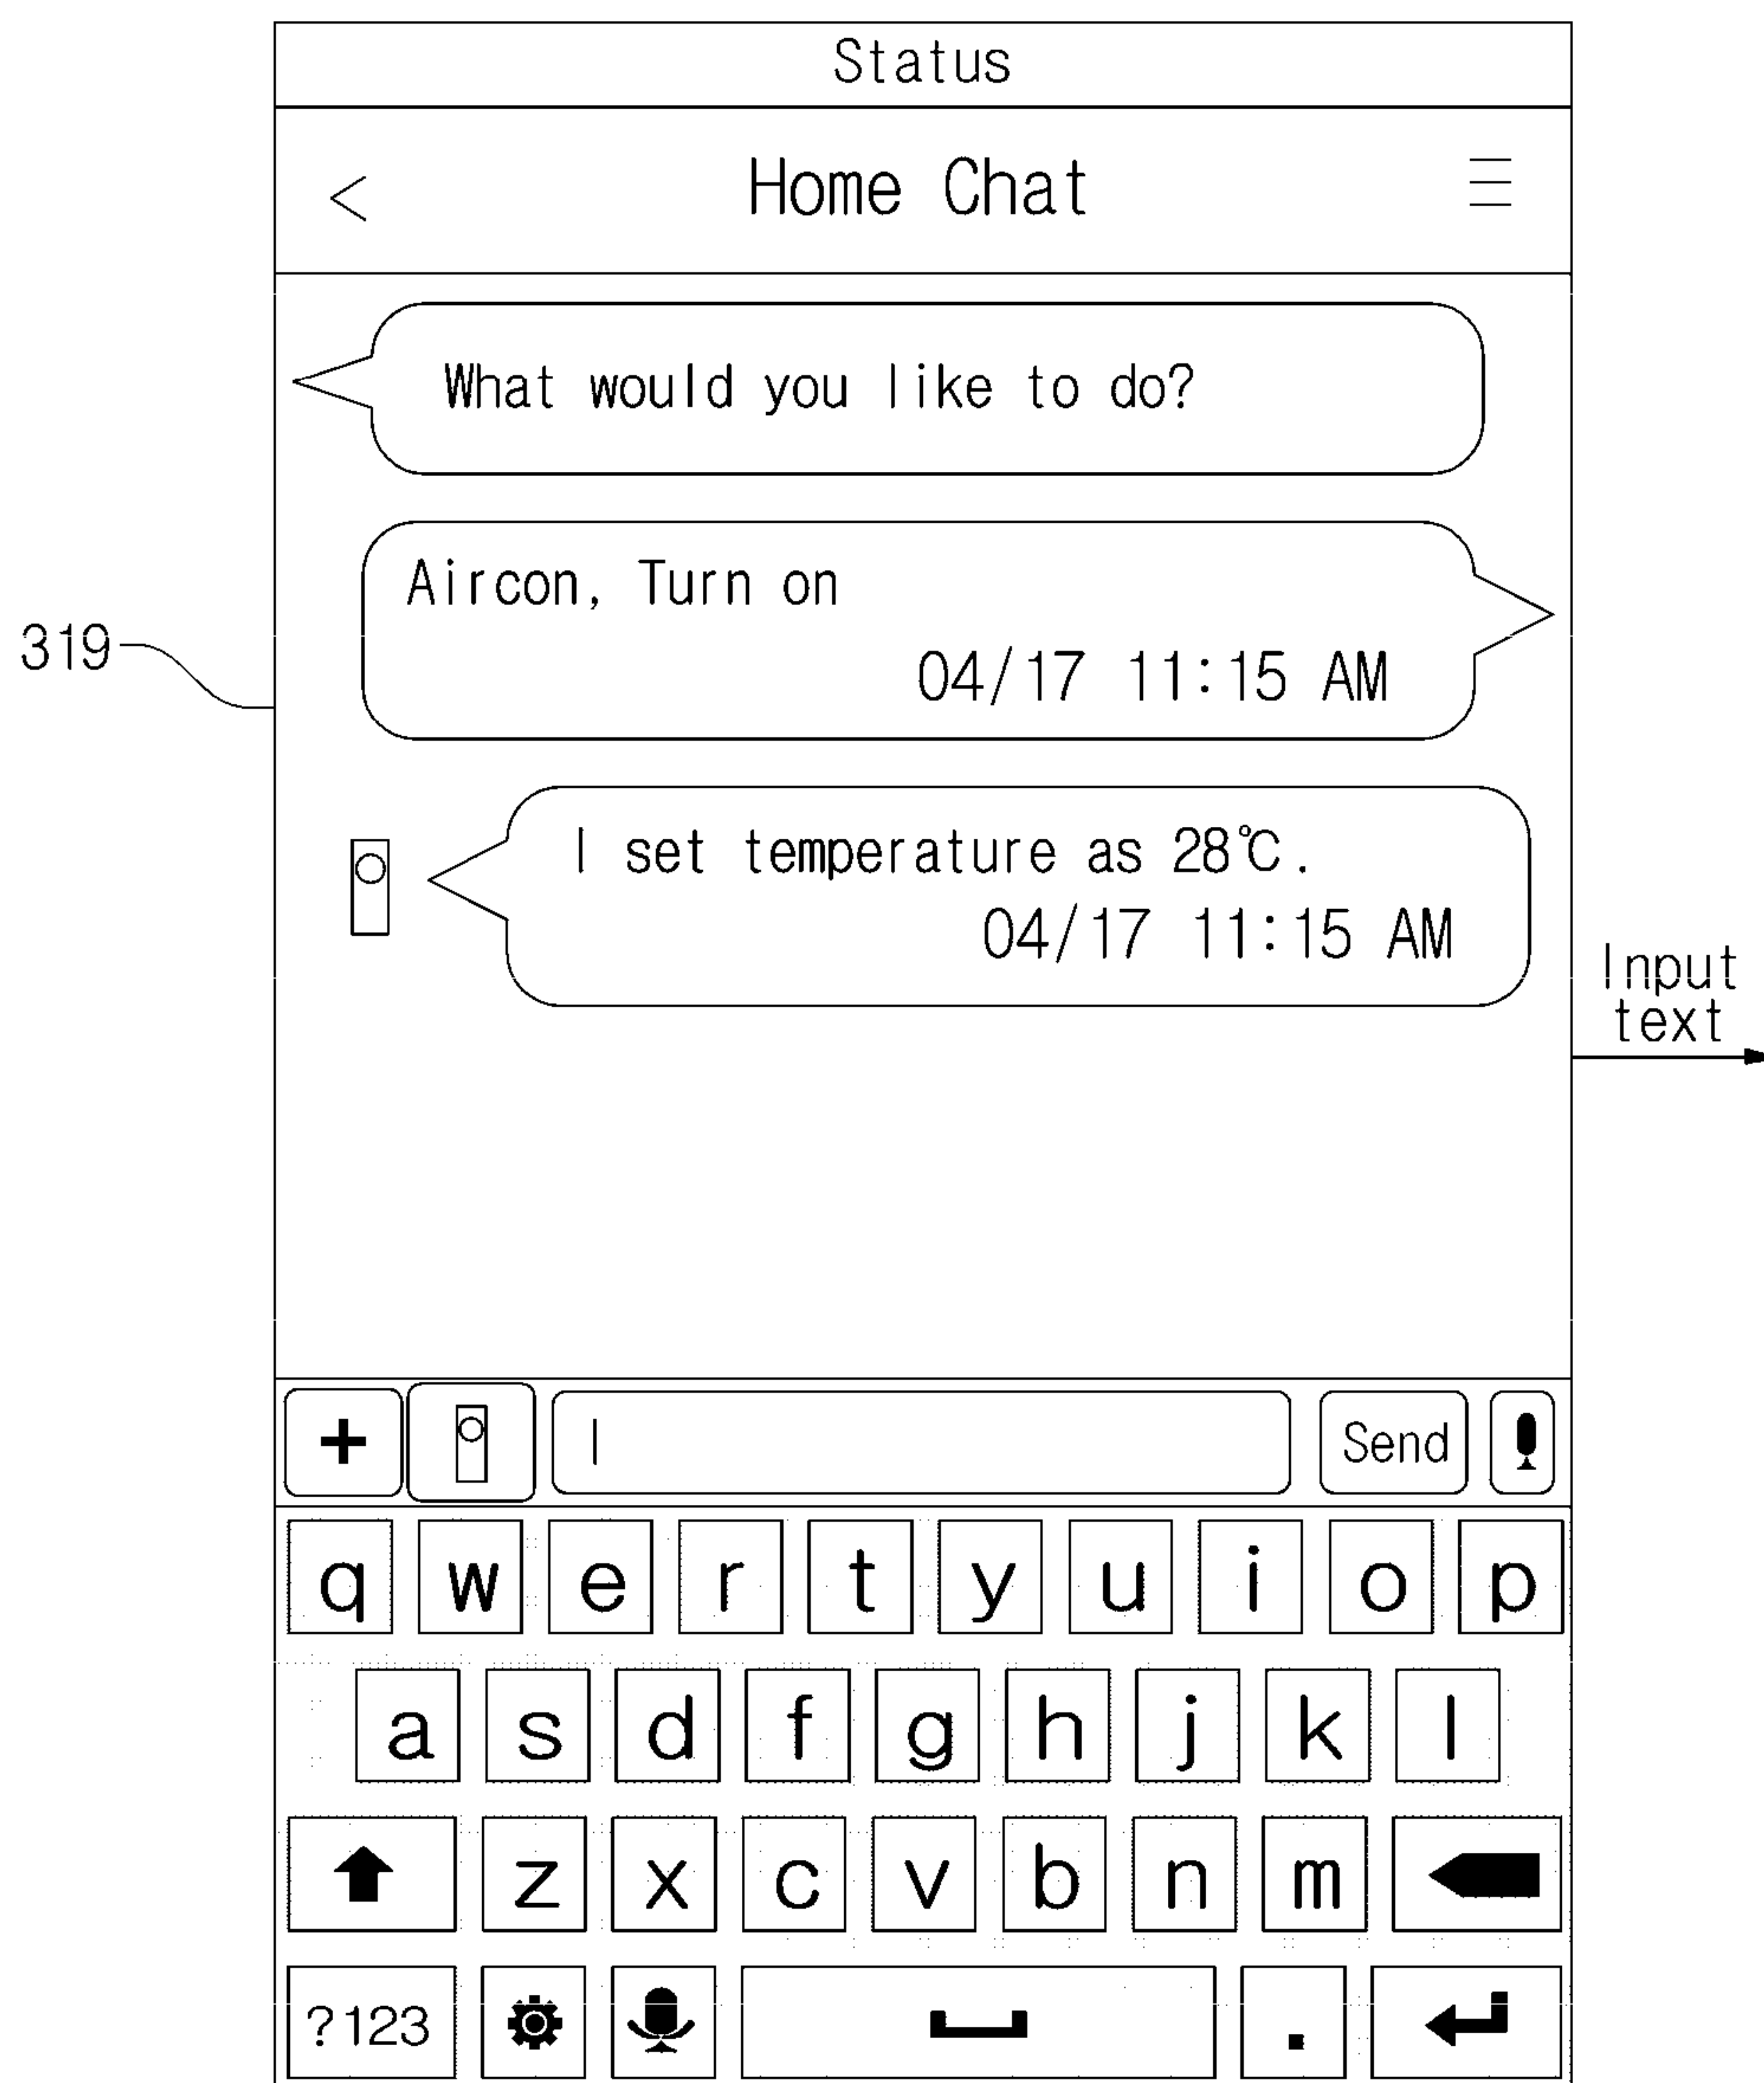 Status
<
Home Chat
What would you like to do?
Aircon, Turn on
04/17 11:15 AM
319
I set temperature as 28℃.
04/17 11:15 AM
Input
text
+
Send
q w e r t y u i o p
a s d f g h j k l
z x c v b n m
?123 .